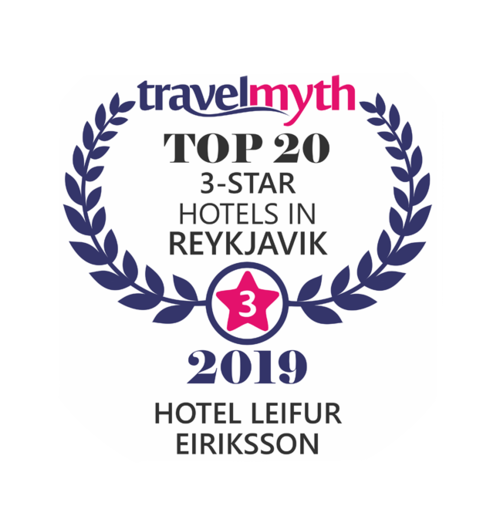 travelmyth
TOP 20
3-STAR
HOTELS IN
REYKJAVIK
3
2019
HOTEL LEIFUR
EIRIKSSON